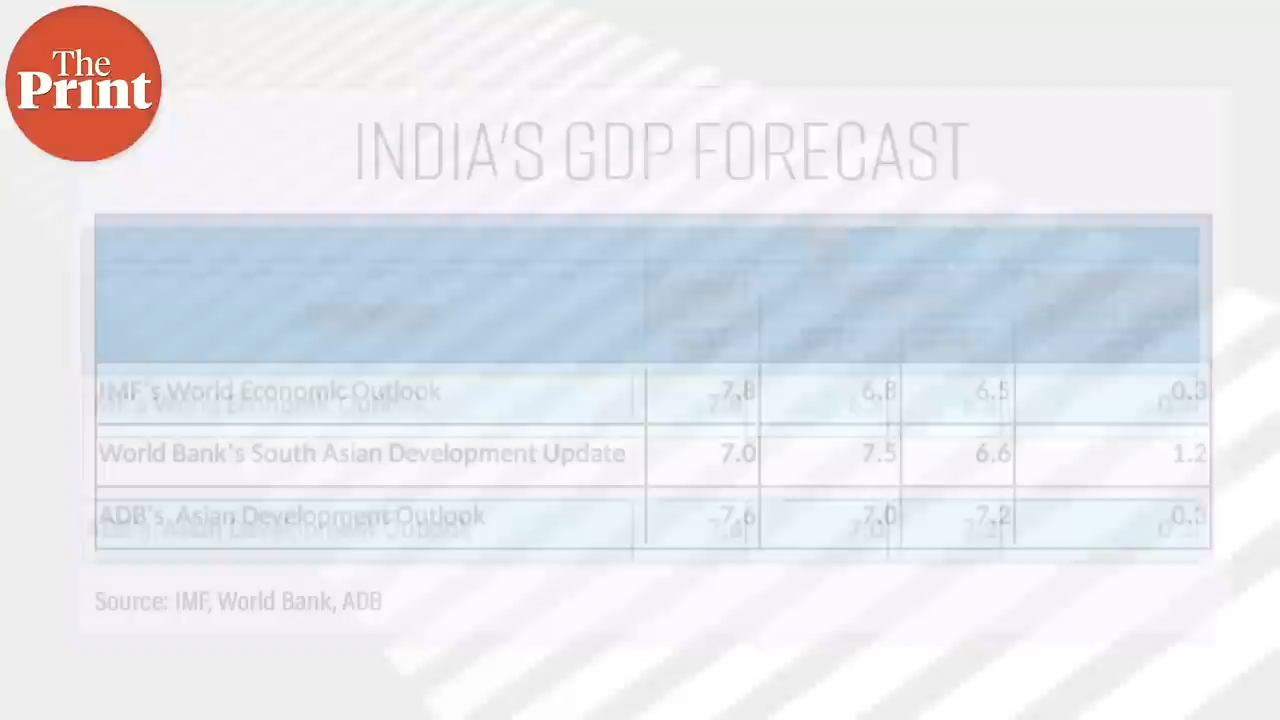 The
Print
INDIA'S GDP FORECAST
IMF's World Economic Outlook 7.8 6.8 6.5 0.3
World Bank's South Asian Development Update 7.0 7.5 6.6 1.2
ADB's Asian Development Outlook 7.6 7.0 7.2 0.3
Source: IMF, World Bank, ADB